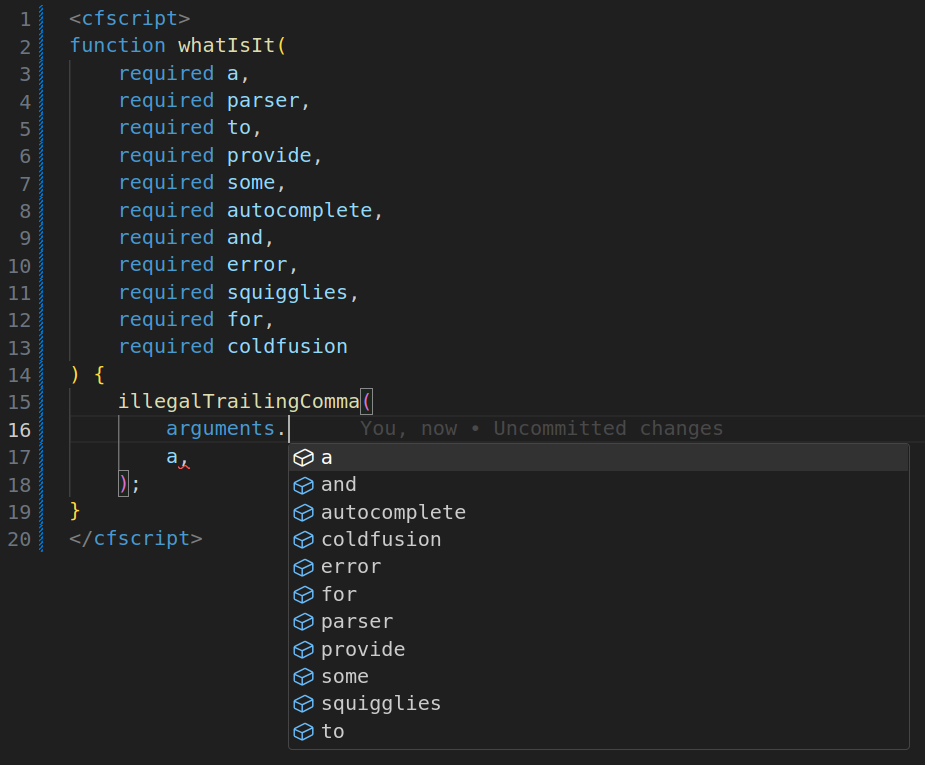 1 <cfscript>
2 function whatIsIt(
3 required a,
4 required parser,
5 required to,
6 required provide,
7 required some,
8 required autocomplete,
9 required and,
10 required error,
11 required squigglies,
12 required for,
13 required coldfusion
14 ) {
15 illegalTrailingComma(
16 arguments. You, now • Uncommitted changes
17 a,
18 );
19 }
20 </cfscript>
a
and
autocomplete
coldfusion
error
for
parser
provide
some
squigglies
to